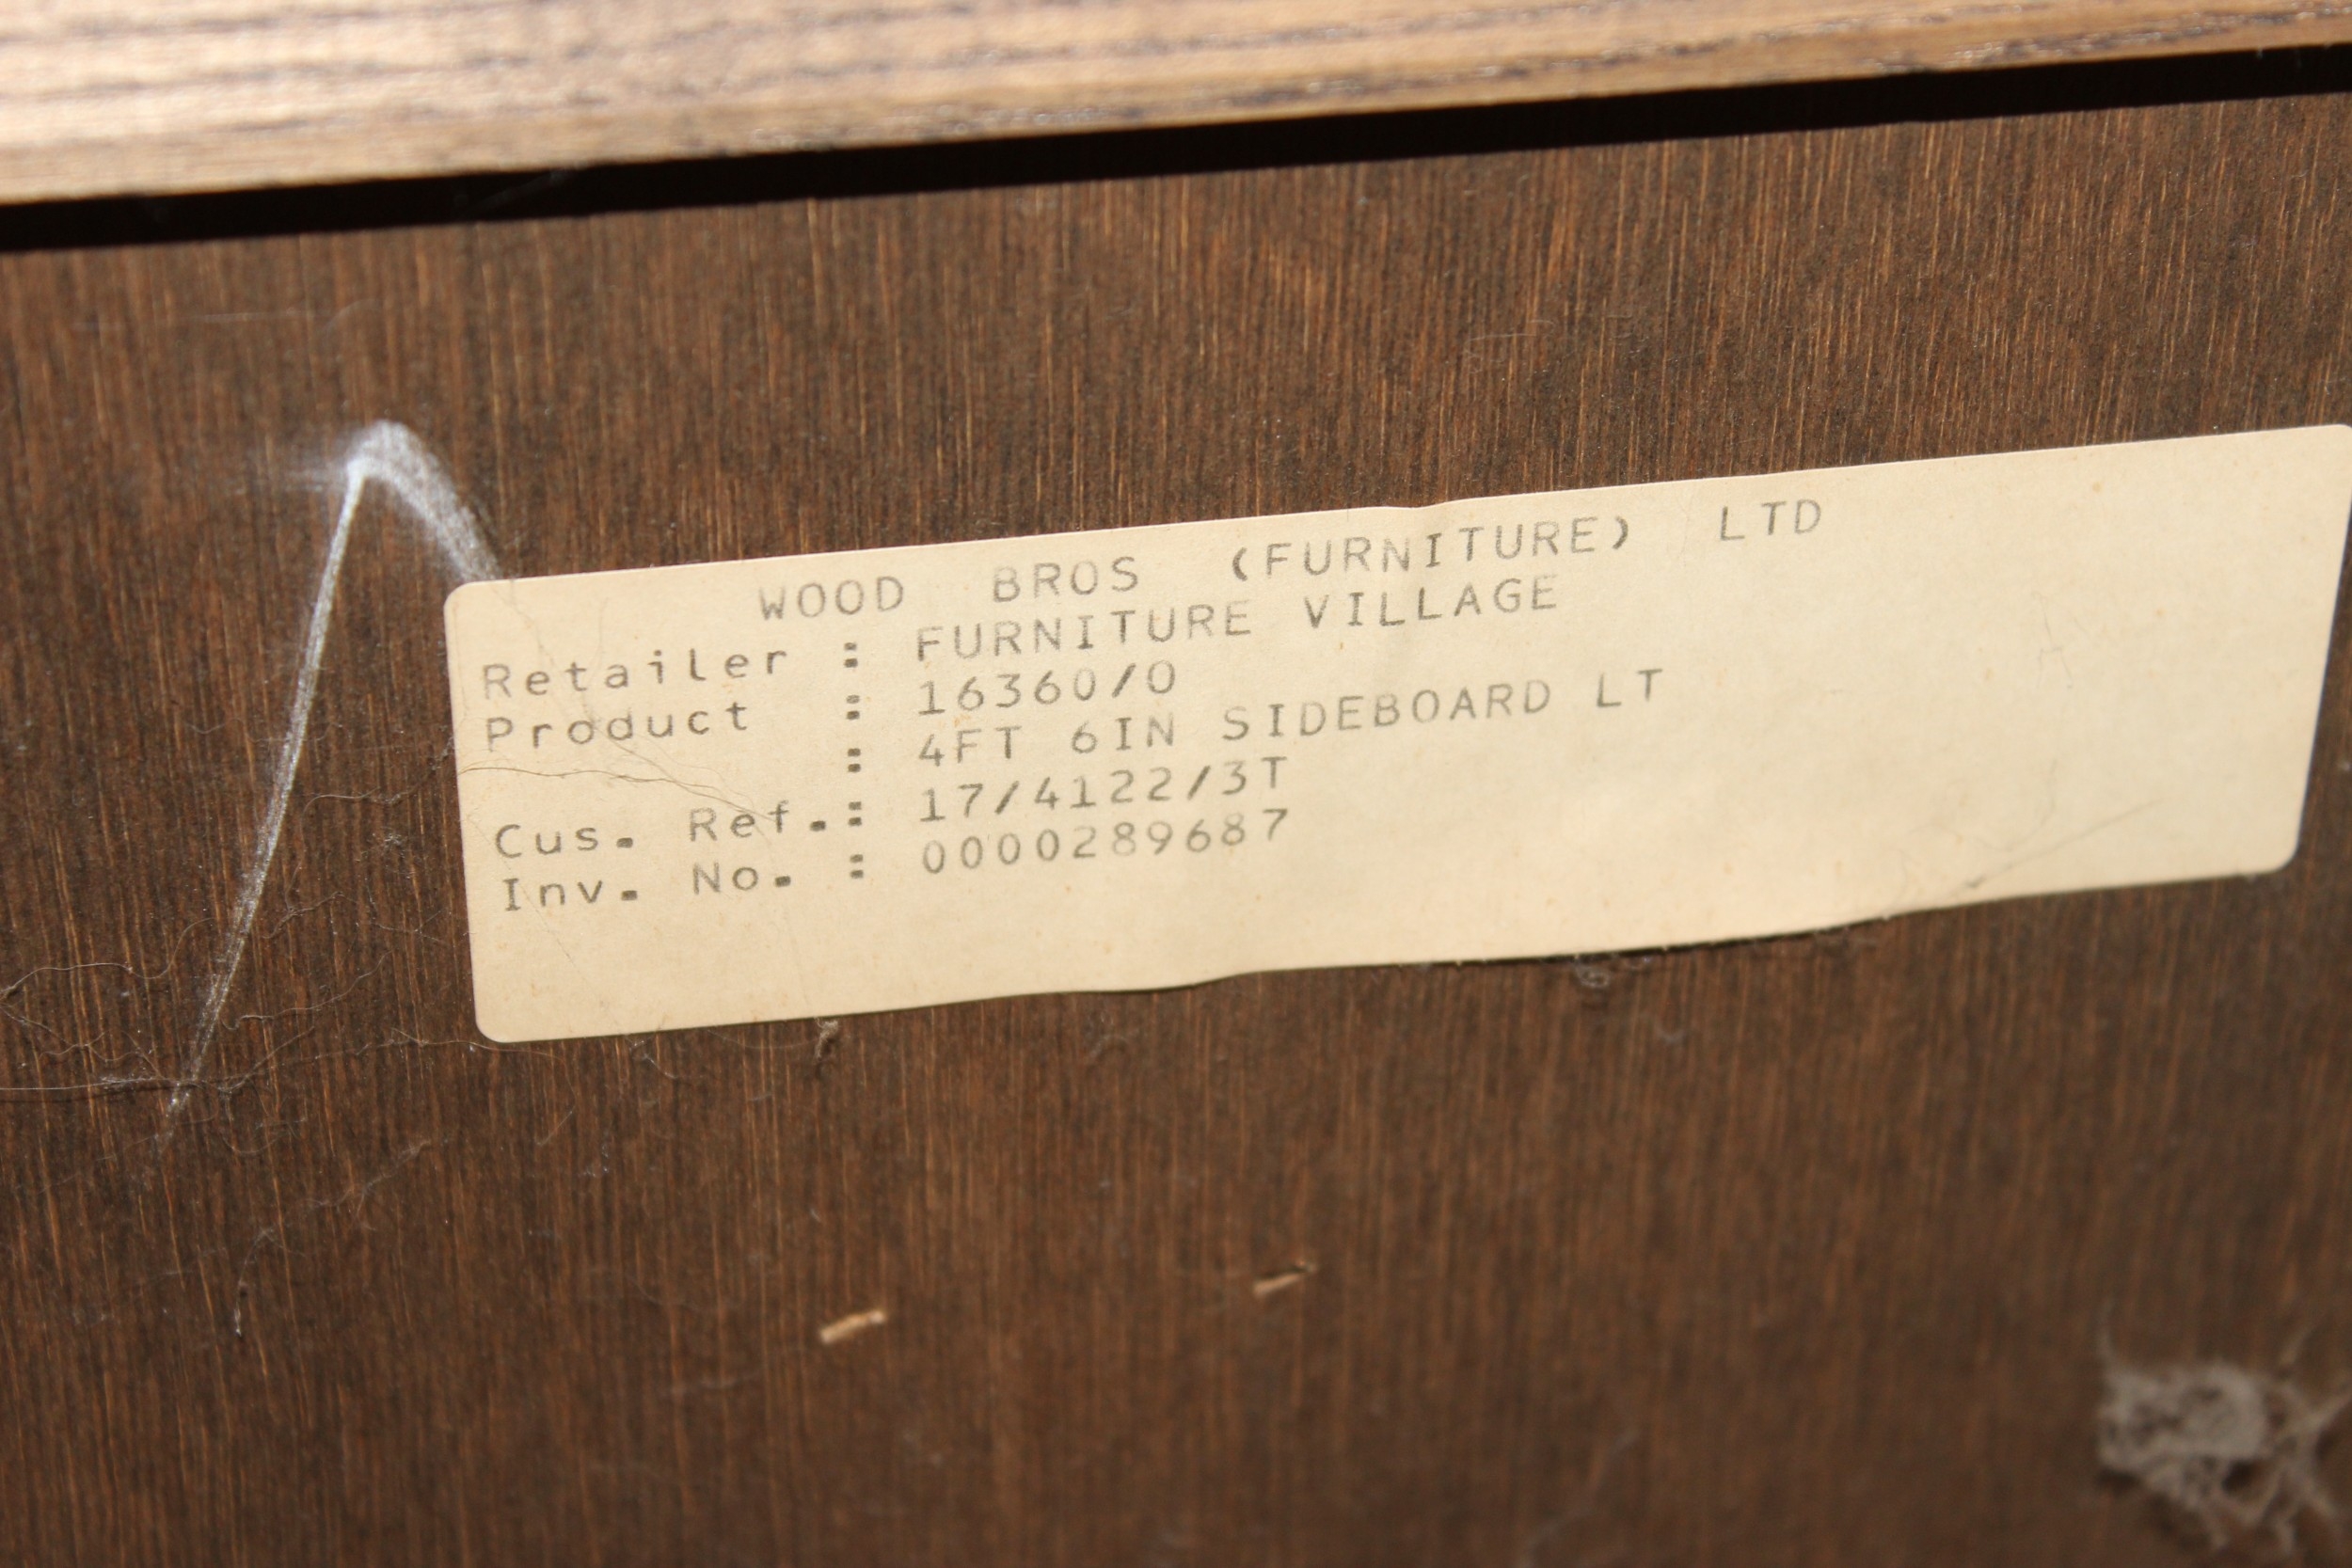 WOOD BROS (FURNITURE) LTD
Retailer : FURNITURE VILLAGE
Product : 16360/O
: 4FT 6IN SIDEBOARD LT
Cus. Ref.: 17/4122/3T
Inv. No. : 0000289687